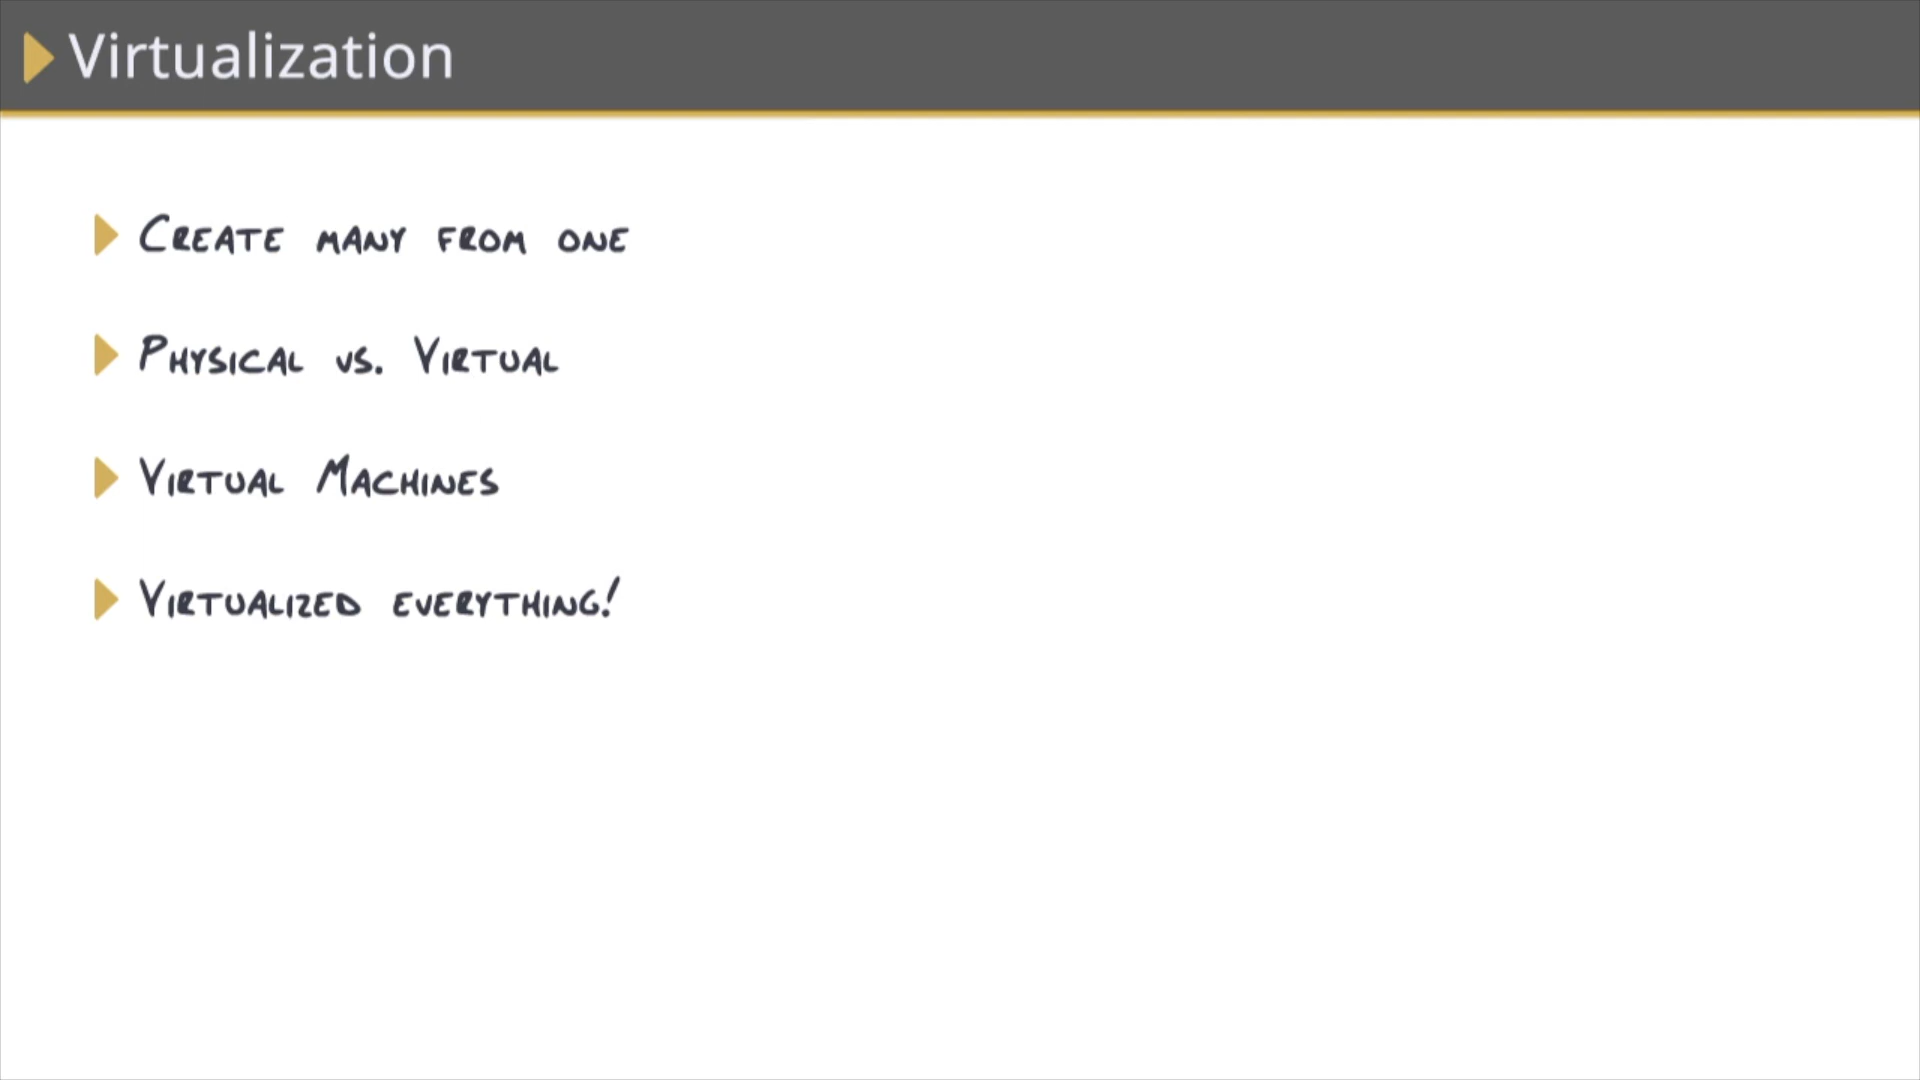 Virtualization
Create many from one
Physical vs. Virtual
Virtual Machines
Virtualized everything!